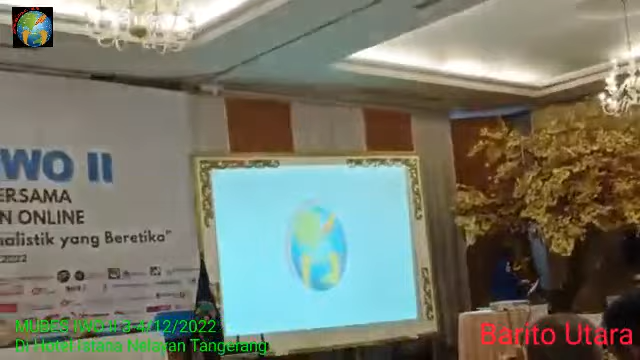 WO II
ERSAMA
N ONLINE
nalistik yang Beretika"
2022
MUBES IWO II 3-4/12/2022
Di Hotel Istana Nelayan Tangerang
Barito Utara